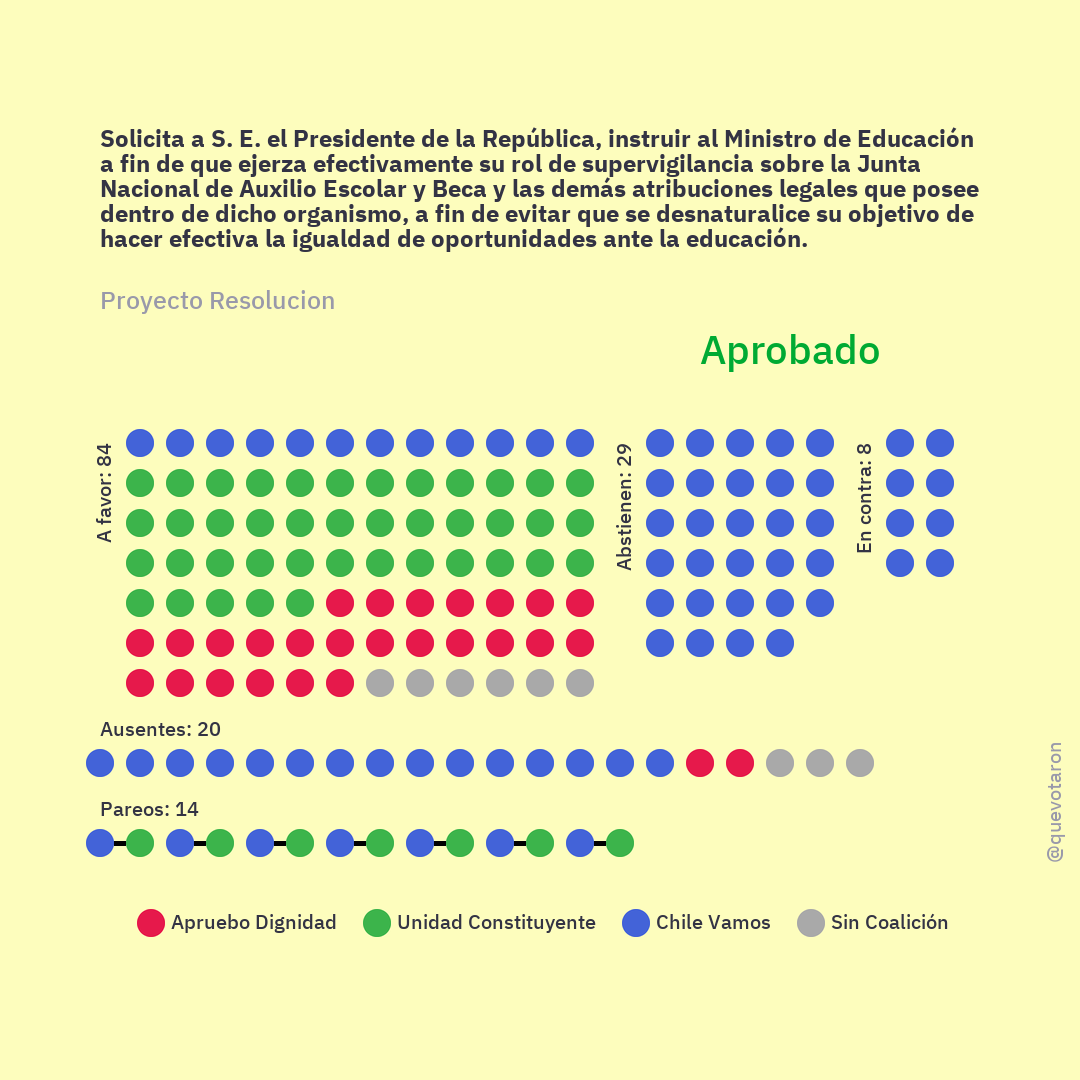 Solicita a S. E. el Presidente de la República, instruir al Ministro de Educación
a fin de que ejerza efectivamente su rol de supervigilancia sobre la Junta
Nacional de Auxilio Escolar y Beca y las demás atribuciones legales que posee
dentro de dicho organismo, a fin de evitar que se desnaturalice su objetivo de
hacer efectiva la igualdad de oportunidades ante la educación.
Proyecto Resolucion
Aprobado
A favor: 84
Abstienen: 29
En contra: 8
Ausentes: 20
Pareos: 14
@quevotaron
Apruebo Dignidad
Unidad Constituyente
Chile Vamos
Sin Coalición